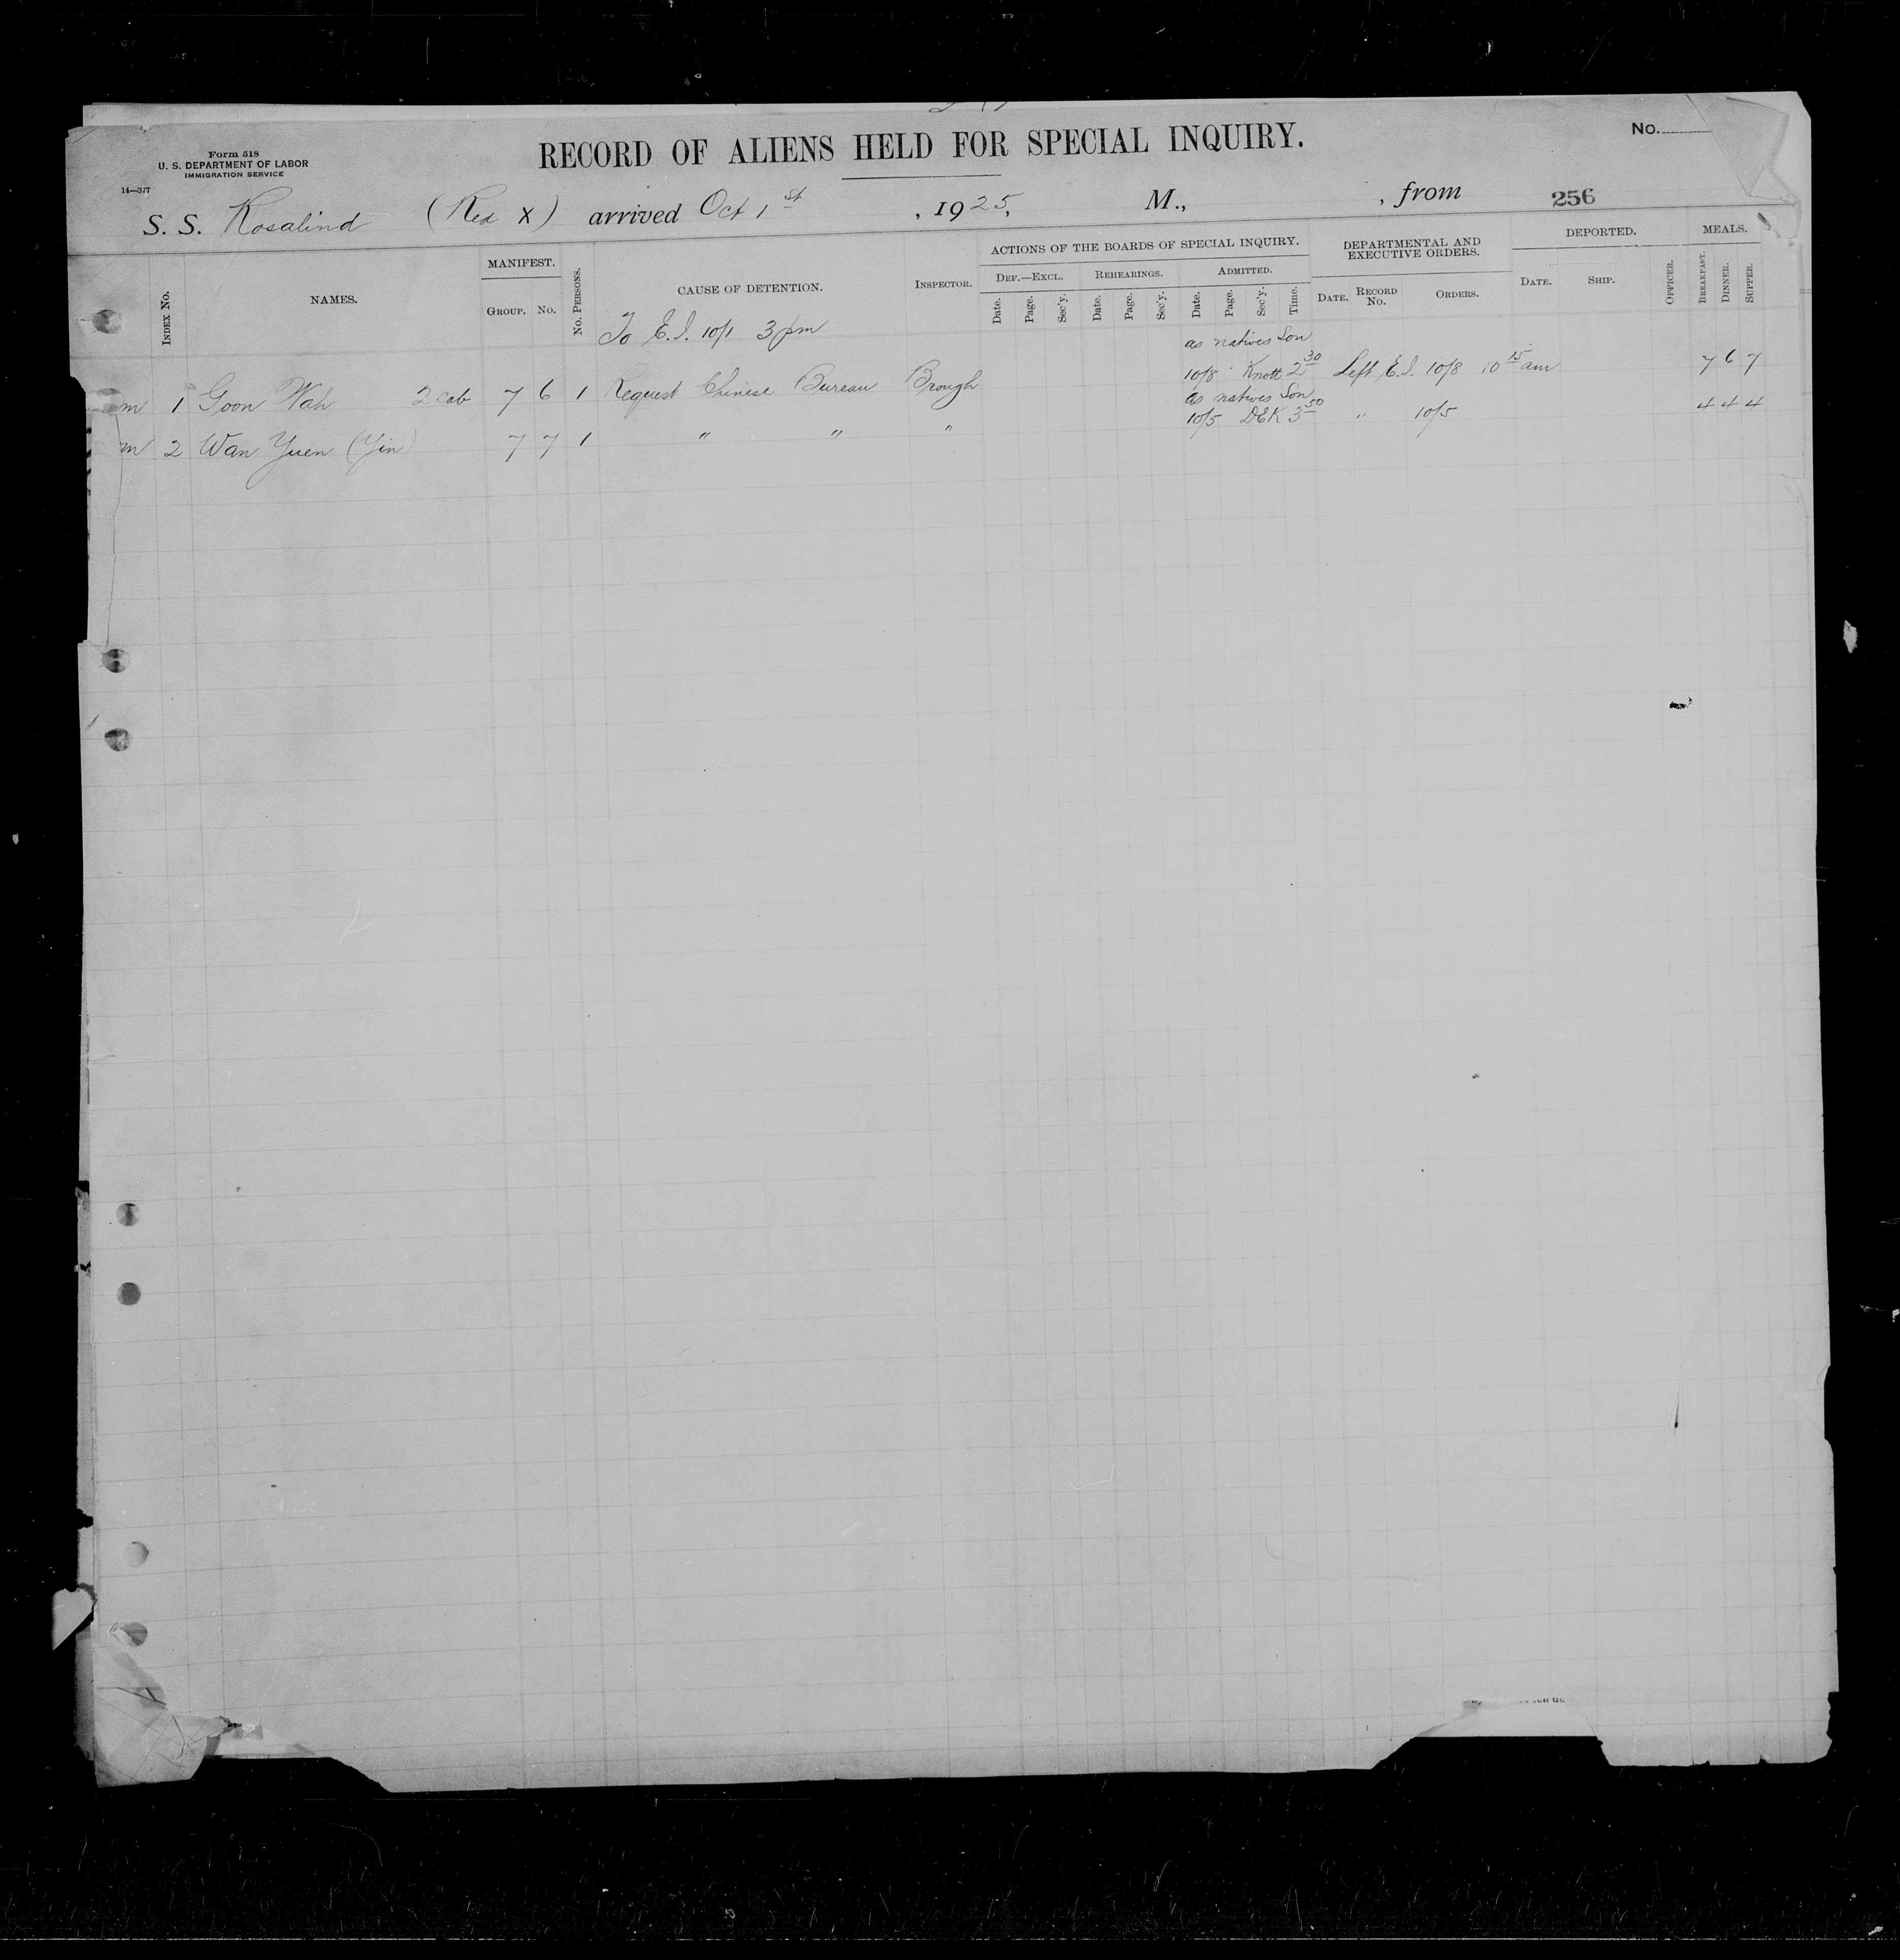 Form 518
U. S. DEPARTMENT OF LABOR
IMMIGRATION SERVICE
14—377
RECORD OF ALIENS HELD FOR SPECIAL INQUIRY.
No.
S. S. Rosalind (Red X) arrived Oct 1st, 1925, M., , from 256
INDEX No.
NAMES.
MANIFEST.
GROUP. No.
No. PERSONS.
CAUSE OF DETENTION.
INSPECTOR.
ACTIONS OF THE BOARDS OF SPECIAL INQUIRY.
DEF.—EXCL. REHEARINGS. ADMITTED.
Date. Page. Sec'y. Date. Page. Sec'y. Date. Page. Sec'y. Time.
DEPARTMENTAL AND
EXECUTIVE ORDERS.
DATE. RECORD No. ORDERS.
DEPORTED.
DATE. SHIP. OFFICER.
MEALS.
BREAKFAST. DINNER. SUPPER.
To E.I. 10/1 3 pm
as natives Son
m 1 Goon Wah 2 cab 7 6 1 Request Chinese Bureau Brough 10/8 Knott 2 30 Left E.I. 10/8 10 15 am 7 6 7
as natives Son
m 2 Wan Yuen (Yin) 7 7 1 " " " 10/5 DEK 3 50 " 10/5 4 4 4